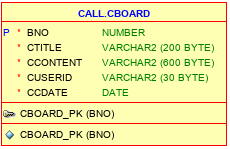 CALL.CBOARD
P * BNO NUMBER
* CTITLE VARCHAR2 (200 BYTE)
* CCONTENT VARCHAR2 (600 BYTE)
* CUSERID VARCHAR2 (30 BYTE)
* CCDATE DATE
CBOARD_PK (BNO)
CBOARD_PK (BNO)